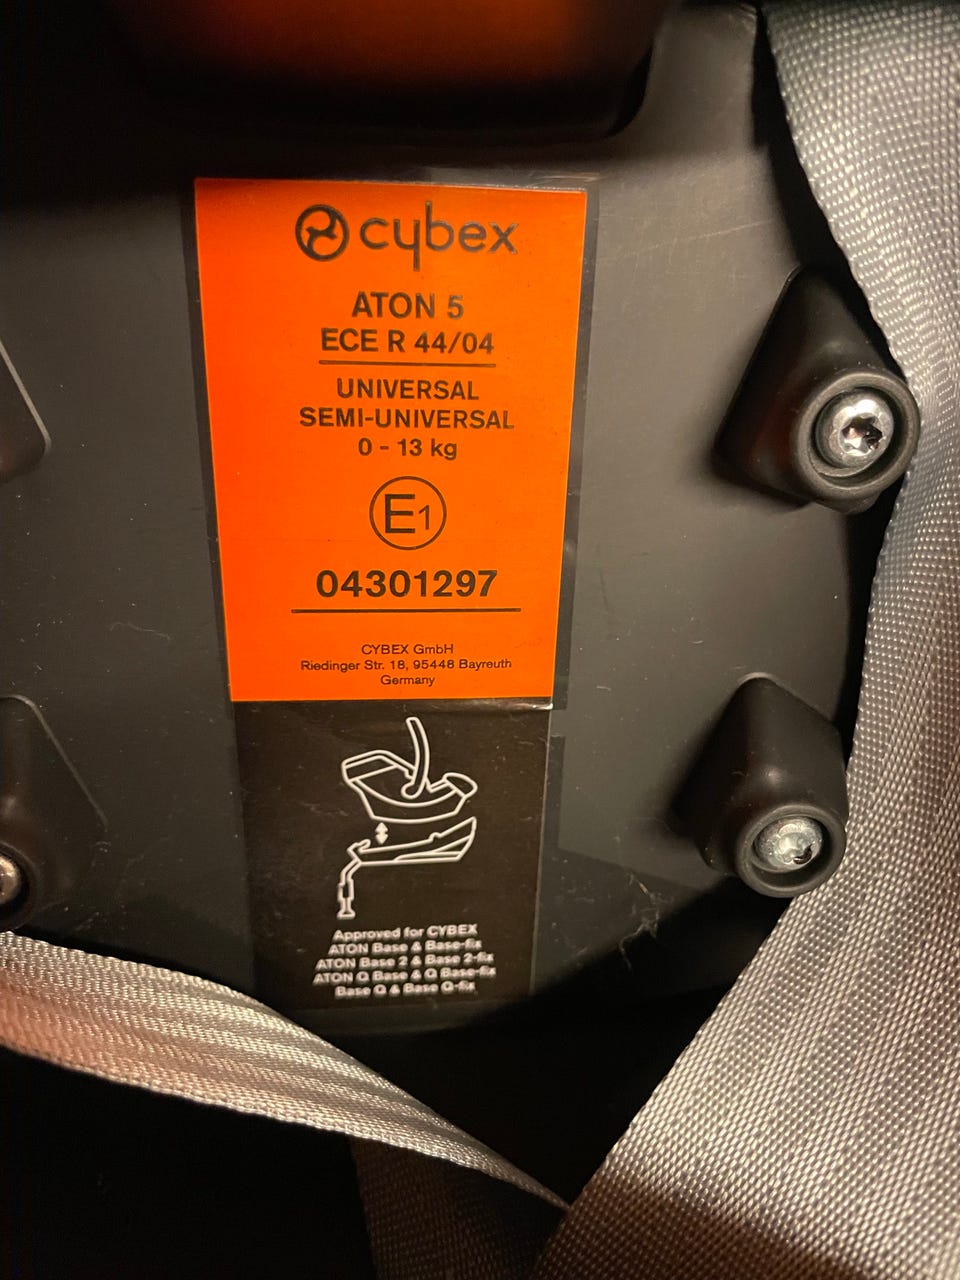 cybex
ATON 5
ECE R 44/04
UNIVERSAL
SEMI-UNIVERSAL
0 - 13 kg
E1
04301297
CYBEX GmbH
Riedinger Str. 18, 95448 Bayreuth
Germany
Approved for CYBEX
ATON Base & Base-fix
ATON Base 2 & Base 2-fix
ATON Q Base & Q Base-fix
Base Q & Base Q-fix